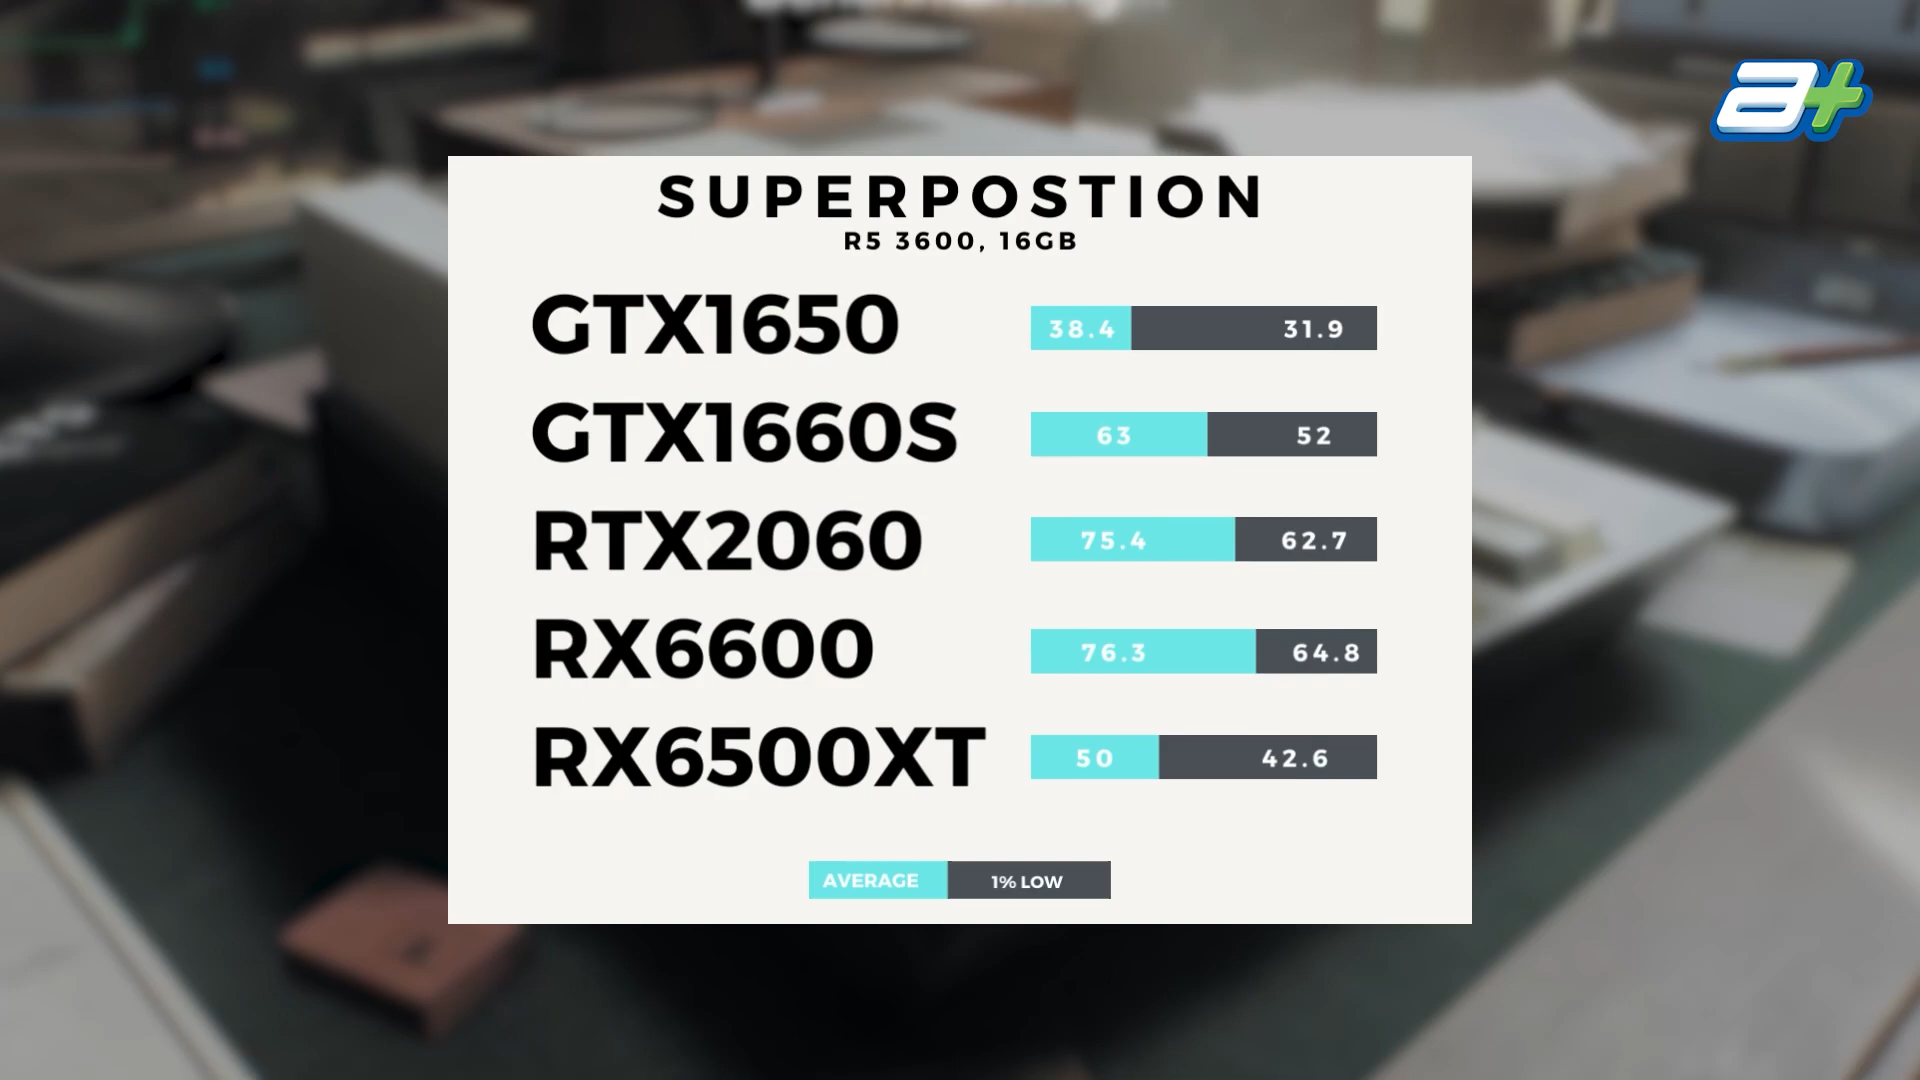 a+
SUPERPOSTION
R5 3600, 16GB
GTX1650 38.4 31.9
GTX1660S 63 52
RTX2060 75.4 62.7
RX6600 76.3 64.8
RX6500XT 50 42.6
AVERAGE 1% LOW